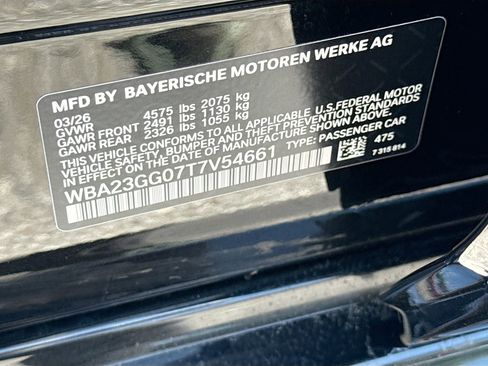 MFD BY BAYERISCHE MOTOREN WERKE AG
03/26
GVWR 4575 lbs 2075 kg
GAWR FRONT 2491 lbs 1130 kg
GAWR REAR 2326 lbs 1055 kg
THIS VEHICLE CONFORMS TO ALL APPLICABLE U.S.FEDERAL MOTOR
VEHICLE SAFETY, BUMPER, AND THEFT PREVENTION STANDARDS
IN EFFECT ON THE DATE OF MANUFACTURE SHOWN ABOVE.
WBA23GG07T7V54661 TYPE: PASSENGER CAR
475
7 315 814